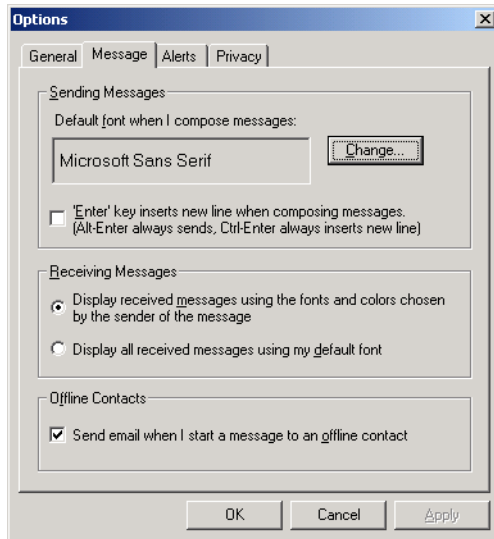 Options
General Message Alerts Privacy
Sending Messages
Default font when I compose messages:
Microsoft Sans Serif
Change...
'Enter' key inserts new line when composing messages.
(Alt-Enter always sends, Ctrl-Enter always inserts new line)
Receiving Messages
Display received messages using the fonts and colors chosen
by the sender of the message
Display all received messages using my default font
Offline Contacts
Send email when I start a message to an offline contact
OK Cancel Apply